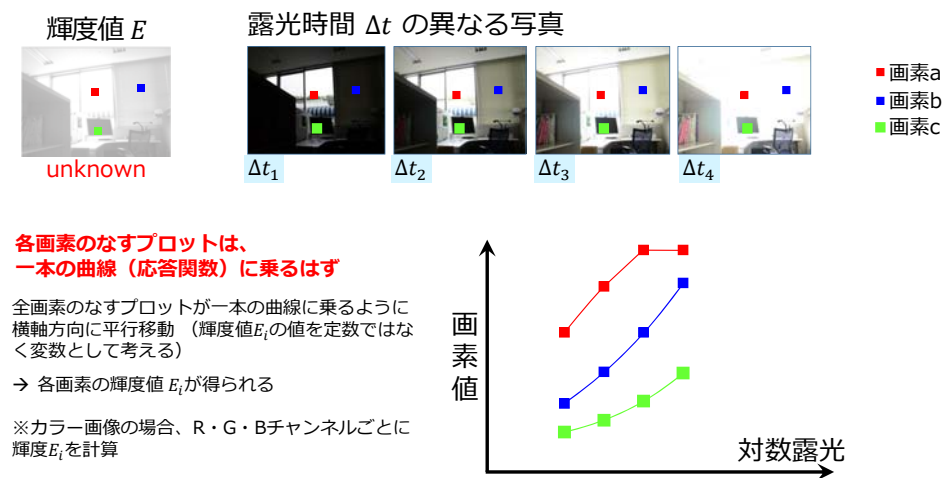 輝度値 E
露光時間 Δt の異なる写真
画素a
画素b
画素c
unknown
Δt₁
Δt₂
Δt₃
Δt₄
各画素のなすプロットは、
一本の曲線（応答関数）に乗るはず
全画素のなすプロットが一本の曲線に乗るように
横軸方向に平行移動 （輝度値Eᵢの値を定数ではな
く変数として考える）
→ 各画素の輝度値 Eᵢが得られる
※カラー画像の場合、R・G・Bチャンネルごとに
輝度Eᵢを計算
画素値
対数露光